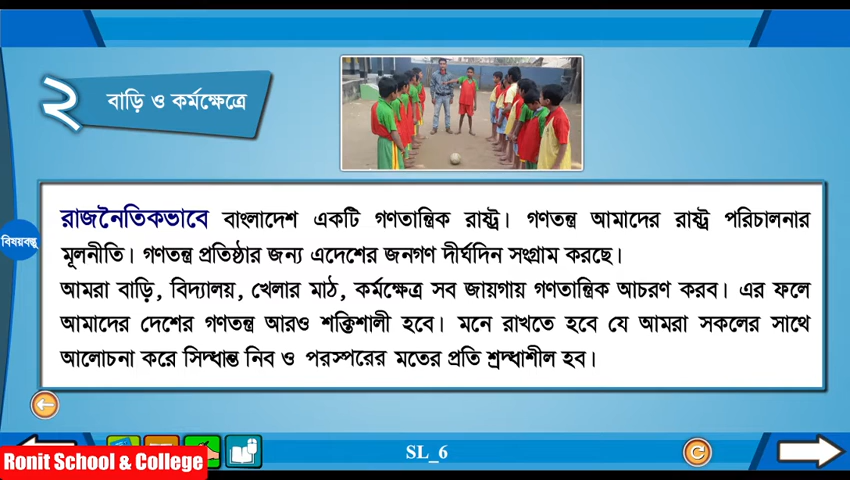 ২
বাড়ি ও কর্মক্ষেত্রে
রাজনৈতিকভাবে বাংলাদেশ একটি গণতান্ত্রিক রাষ্ট্র। গণতন্ত্র আমাদের রাষ্ট্র পরিচালনার
মূলনীতি। গণতন্ত্র প্রতিষ্ঠার জন্য এদেশের জনগণ দীর্ঘদিন সংগ্রাম করছে।
আমরা বাড়ি, বিদ্যালয়, খেলার মাঠ, কর্মক্ষেত্র সব জায়গায় গণতান্ত্রিক আচরণ করব। এর ফলে
আমাদের দেশের গণতন্ত্র আরও শক্তিশালী হবে। মনে রাখতে হবে যে আমরা সকলের সাথে
আলোচনা করে সিদ্ধান্ত নিব ও পরস্পরের মতের প্রতি শ্রদ্ধাশীল হব।
বিষয়বস্তু
SL_6
Ronit School & College